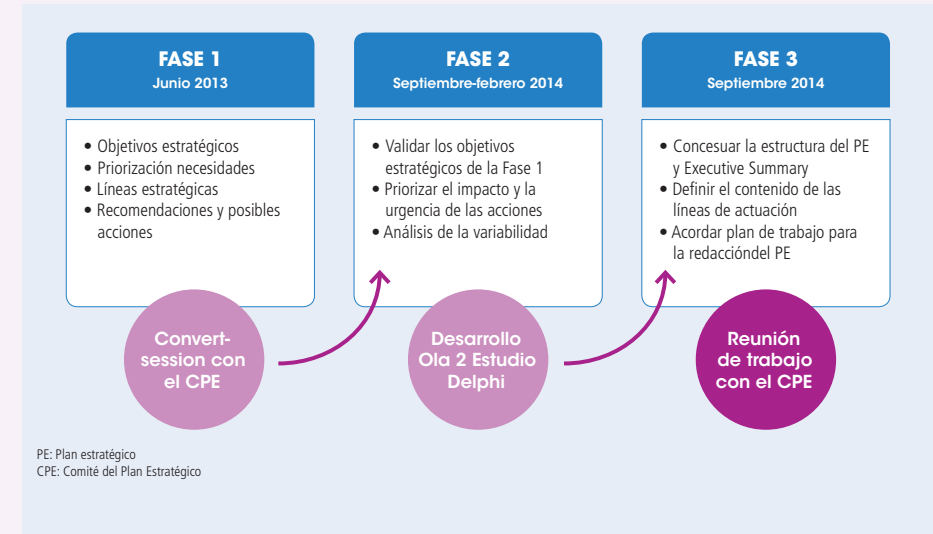 FASE 1
Junio 2013
• Objetivos estratégicos
• Priorización necesidades
• Líneas estratégicas
• Recomendaciones y posibles
acciones
Convert-
session con
el CPE
FASE 2
Septiembre-febrero 2014
• Validar los objetivos
estratégicos de la Fase 1
• Priorizar el impacto y la
urgencia de las acciones
• Análisis de la variabilidad
Desarrollo
Ola 2 Estudio
Delphi
FASE 3
Septiembre 2014
• Concesuar la estructura del PE
y Executive Summary
• Definir el contenido de las
líneas de actuación
• Acordar plan de trabajo para
la redaccióndel PE
Reunión
de trabajo
con el CPE
PE: Plan estratégico
CPE: Comité del Plan Estratégico